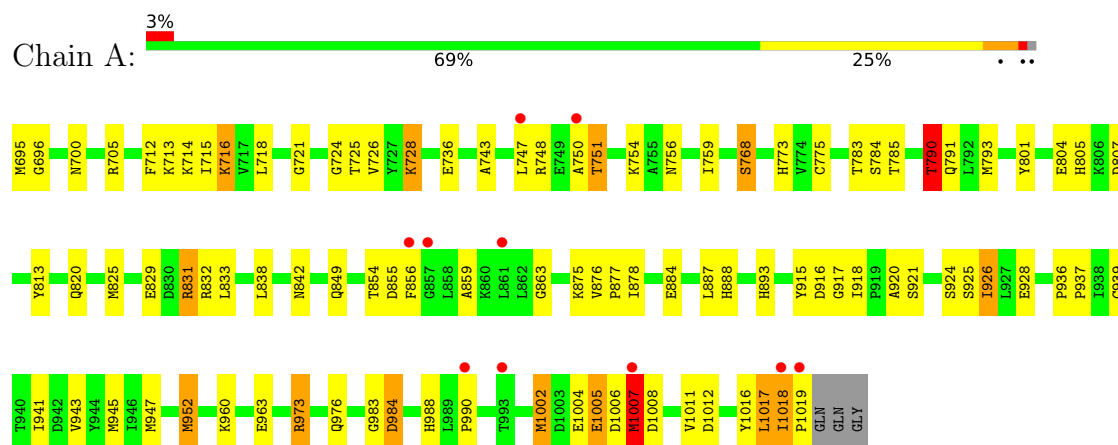 3%
Chain A:
69% 25% • ••
M695 G696 N700 R705 F712 K713 K714 I715 K716 V717 L718 G721 G724 T725 V726 Y727 K728 E736 A743 L747 R748 E749 A750 T751 K754 A755 N756 I759 S768 H773 V774 C775 T783 S784 T785 T790 Q791 L792 M793 Y801 E804 H805 K806 D807
Y813 Q820 M825 E829 D830 R831 R832 L833 L838 N842 Q849 T854 D855 F856 G857 L858 A859 K860 L861 L862 G863 K875 V876 P877 I878 E884 L887 H888 H893 Y915 D916 G917 I918 P919 A920 S921 S924 S925 I926 L927 E928 P936 P937 I938 C939
T940 I941 D942 V943 Y944 M945 I946 M947 M952 K960 E963 R973 Q976 G983 D984 H988 L989 P990 T993 M1002 D1003 E1004 E1005 D1006 M1007 D1008 V1011 D1012 Y1016 L1017 I1018 P1019 GLN GLN GLY